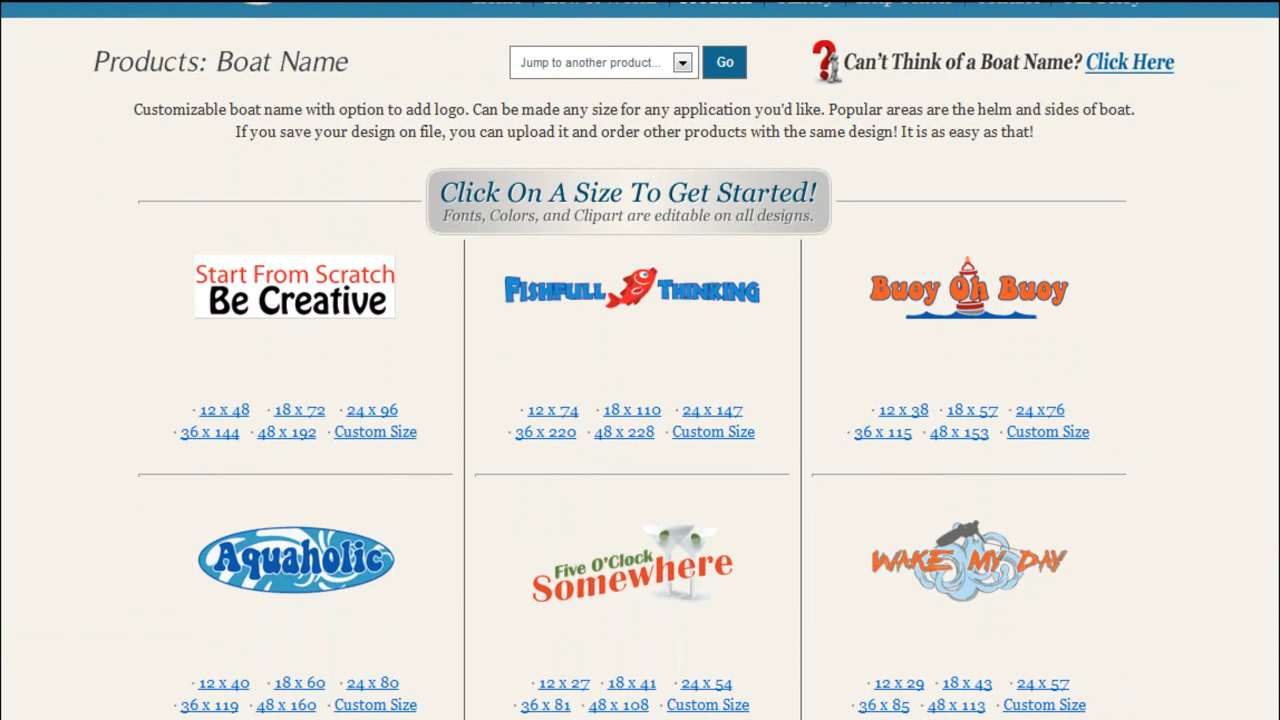 Products: Boat Name
Jump to another product...
Go
Can't Think of a Boat Name? Click Here
Customizable boat name with option to add logo. Can be made any size for any application you'd like. Popular areas are the helm and sides of boat.
If you save your design on file, you can upload it and order other products with the same design! It is as easy as that!
Click On A Size To Get Started!
Fonts, Colors, and Clipart are editable on all designs.
Start From Scratch
Be Creative
· 12 x 48 · 18 x 72 · 24 x 96
· 36 x 144 · 48 x 192 · Custom Size
Fishfull Thinking
· 12 x 74 · 18 x 110 · 24 x 147
· 36 x 220 · 48 x 228 · Custom Size
Buoy Oh Buoy
· 12 x 38 · 18 x 57 · 24 x76
· 36 x 115 · 48 x 153 · Custom Size
Aquaholic
· 12 x 40 · 18 x 60 · 24 x 80
· 36 x 119 · 48 x 160 · Custom Size
Five O'Clock
Somewhere
· 12 x 27 · 18 x 41 · 24 x 54
· 36 x 81 · 48 x 108 · Custom Size
Wake My Day
· 12 x 29 · 18 x 43 · 24 x 57
· 36 x 85 · 48 x 113 · Custom Size